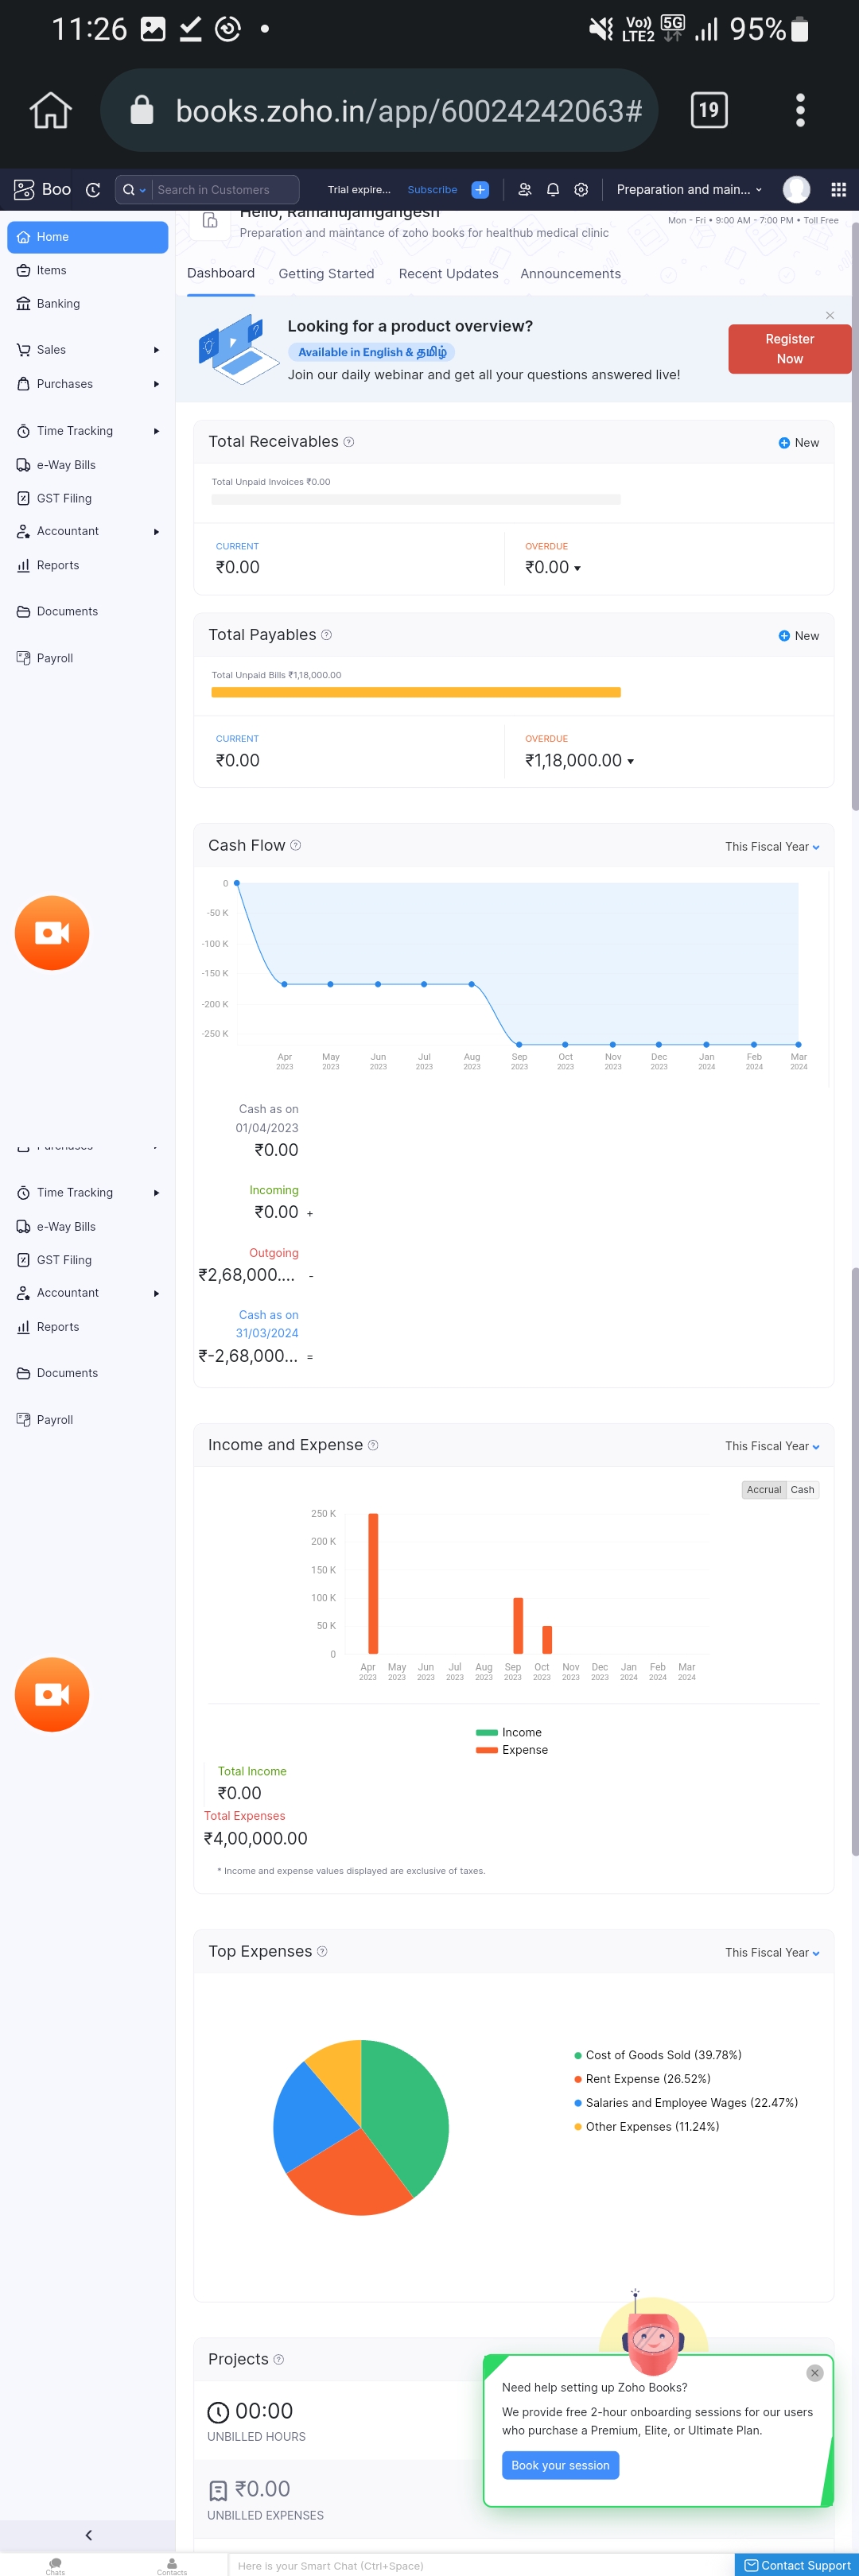 11:26
Vo)) LTE2 5G 95%
books.zoho.in/app/60024242063#
19
Boo
Search in Customers
Trial expire...
Subscribe
Preparation and main...
Hello, Ramanujamgangesh
Mon - Fri • 9:00 AM - 7:00 PM • Toll Free
Preparation and maintance of zoho books for healthub medical clinic
Dashboard
Getting Started
Recent Updates
Announcements
Home
Items
Banking
Sales
Purchases
Time Tracking
e-Way Bills
GST Filing
Accountant
Reports
Documents
Payroll
Looking for a product overview?
Available in English & தமிழ்
Join our daily webinar and get all your questions answered live!
Register
Now
Total Receivables
New
Total Unpaid Invoices ₹0.00
CURRENT
₹0.00
OVERDUE
₹0.00
Total Payables
New
Total Unpaid Bills ₹1,18,000.00
CURRENT
₹0.00
OVERDUE
₹1,18,000.00
Cash Flow
This Fiscal Year
0
-50 K
-100 K
-150 K
-200 K
-250 K
Apr May Jun Jul Aug Sep Oct Nov Dec Jan Feb Mar
2023 2023 2023 2023 2023 2023 2023 2023 2023 2024 2024 2024
Cash as on
01/04/2023
₹0.00
Incoming
₹0.00 +
Outgoing
₹2,68,000.... -
Cash as on
31/03/2024
₹-2,68,000... =
Purchases
Time Tracking
e-Way Bills
GST Filing
Accountant
Reports
Documents
Payroll
Income and Expense
This Fiscal Year
Accrual Cash
250 K
200 K
150 K
100 K
50 K
0
Apr May Jun Jul Aug Sep Oct Nov Dec Jan Feb Mar
2023 2023 2023 2023 2023 2023 2023 2023 2023 2024 2024 2024
Income
Expense
Total Income
₹0.00
Total Expenses
₹4,00,000.00
* Income and expense values displayed are exclusive of taxes.
Top Expenses
This Fiscal Year
Cost of Goods Sold (39.78%)
Rent Expense (26.52%)
Salaries and Employee Wages (22.47%)
Other Expenses (11.24%)
Projects
00:00
UNBILLED HOURS
₹0.00
UNBILLED EXPENSES
Need help setting up Zoho Books?
We provide free 2-hour onboarding sessions for our users
who purchase a Premium, Elite, or Ultimate Plan.
Book your session
Chats
Contacts
Here is your Smart Chat (Ctrl+Space)
Contact Support